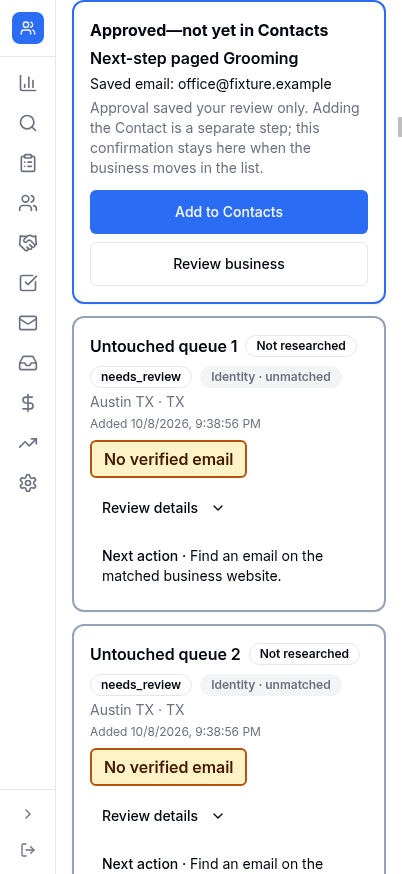 Approved—not yet in Contacts
Next-step paged Grooming
Saved email: office@fixture.example
Approval saved your review only. Adding
the Contact is a separate step; this
confirmation stays here when the
business moves in the list.
Add to Contacts
Review business
Untouched queue 1 Not researched
needs_review Identity · unmatched
Austin TX · TX
Added 10/8/2026, 9:38:56 PM
No verified email
Review details
Next action · Find an email on the
matched business website.
Untouched queue 2 Not researched
needs_review Identity · unmatched
Austin TX · TX
Added 10/8/2026, 9:38:56 PM
No verified email
Review details
Next action · Find an email on the